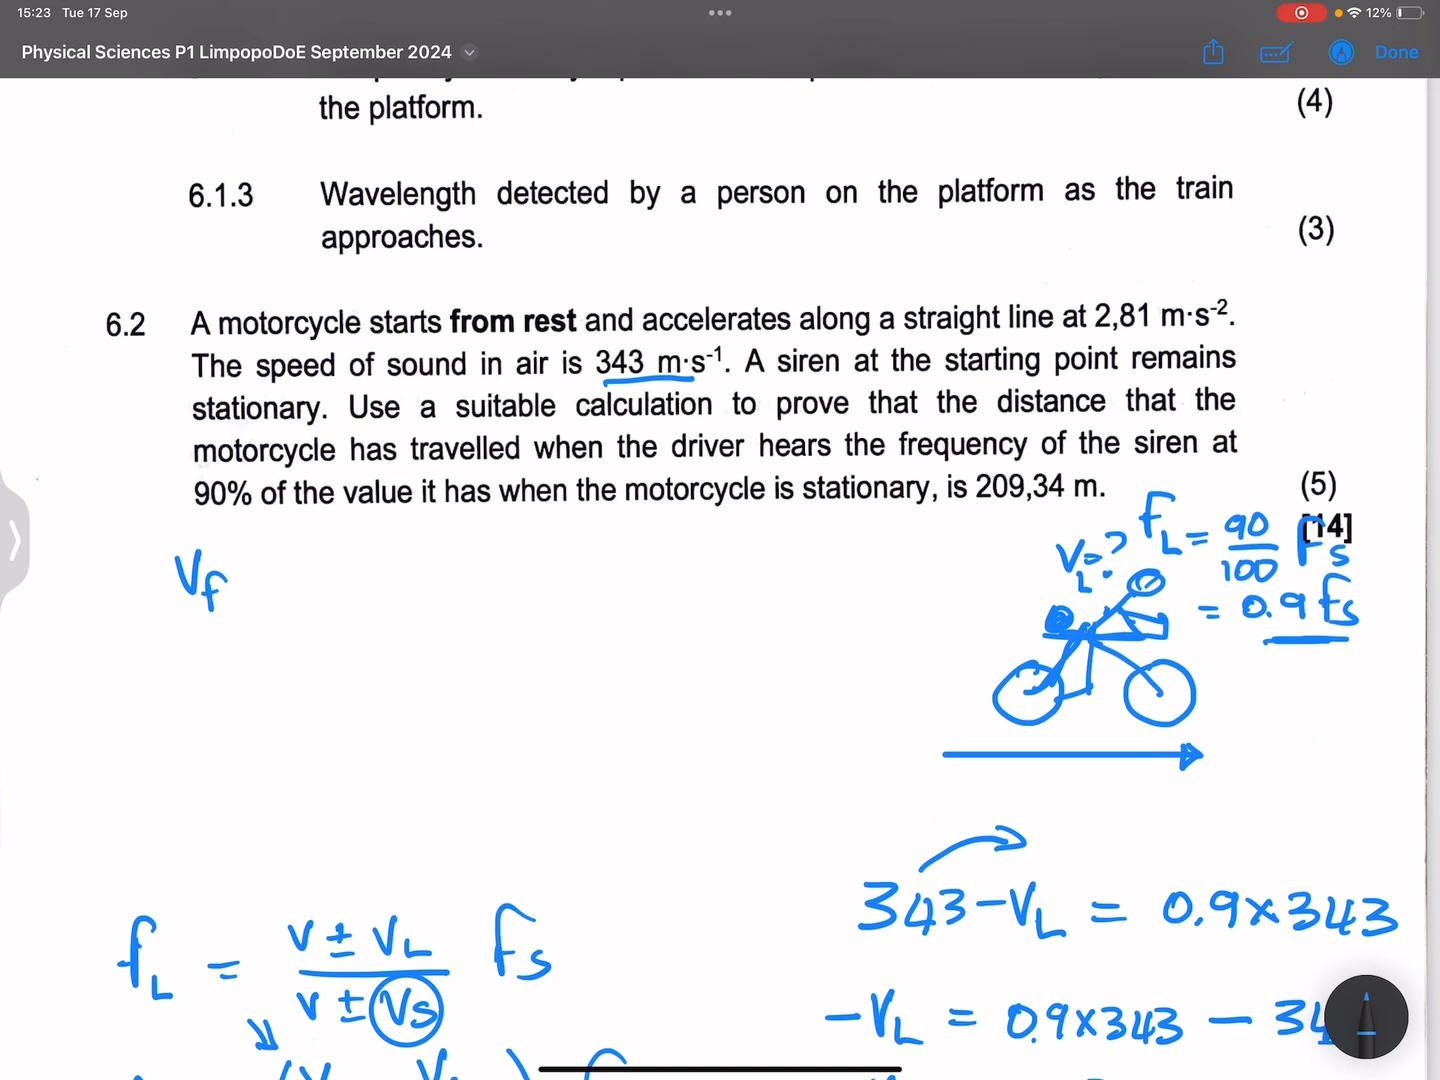 15:23 Tue 17 Sep
12%
Physical Sciences P1 LimpopoDoE September 2024
Done
the platform. (4)
6.1.3 Wavelength detected by a person on the platform as the train
approaches. (3)
6.2 A motorcycle starts from rest and accelerates along a straight line at 2,81 m·s⁻².
The speed of sound in air is 343 m·s⁻¹. A siren at the starting point remains
stationary. Use a suitable calculation to prove that the distance that the
motorcycle has travelled when the driver hears the frequency of the siren at
90% of the value it has when the motorcycle is stationary, is 209,34 m. (5)
[14]
fL = 90/100 fs
VL = ?
= 0.9 fs
Vf
343 - VL = 0.9 × 343
fL = (V ± VL)/(V ± Vs) fs
-VL = 0.9 × 343 - 34